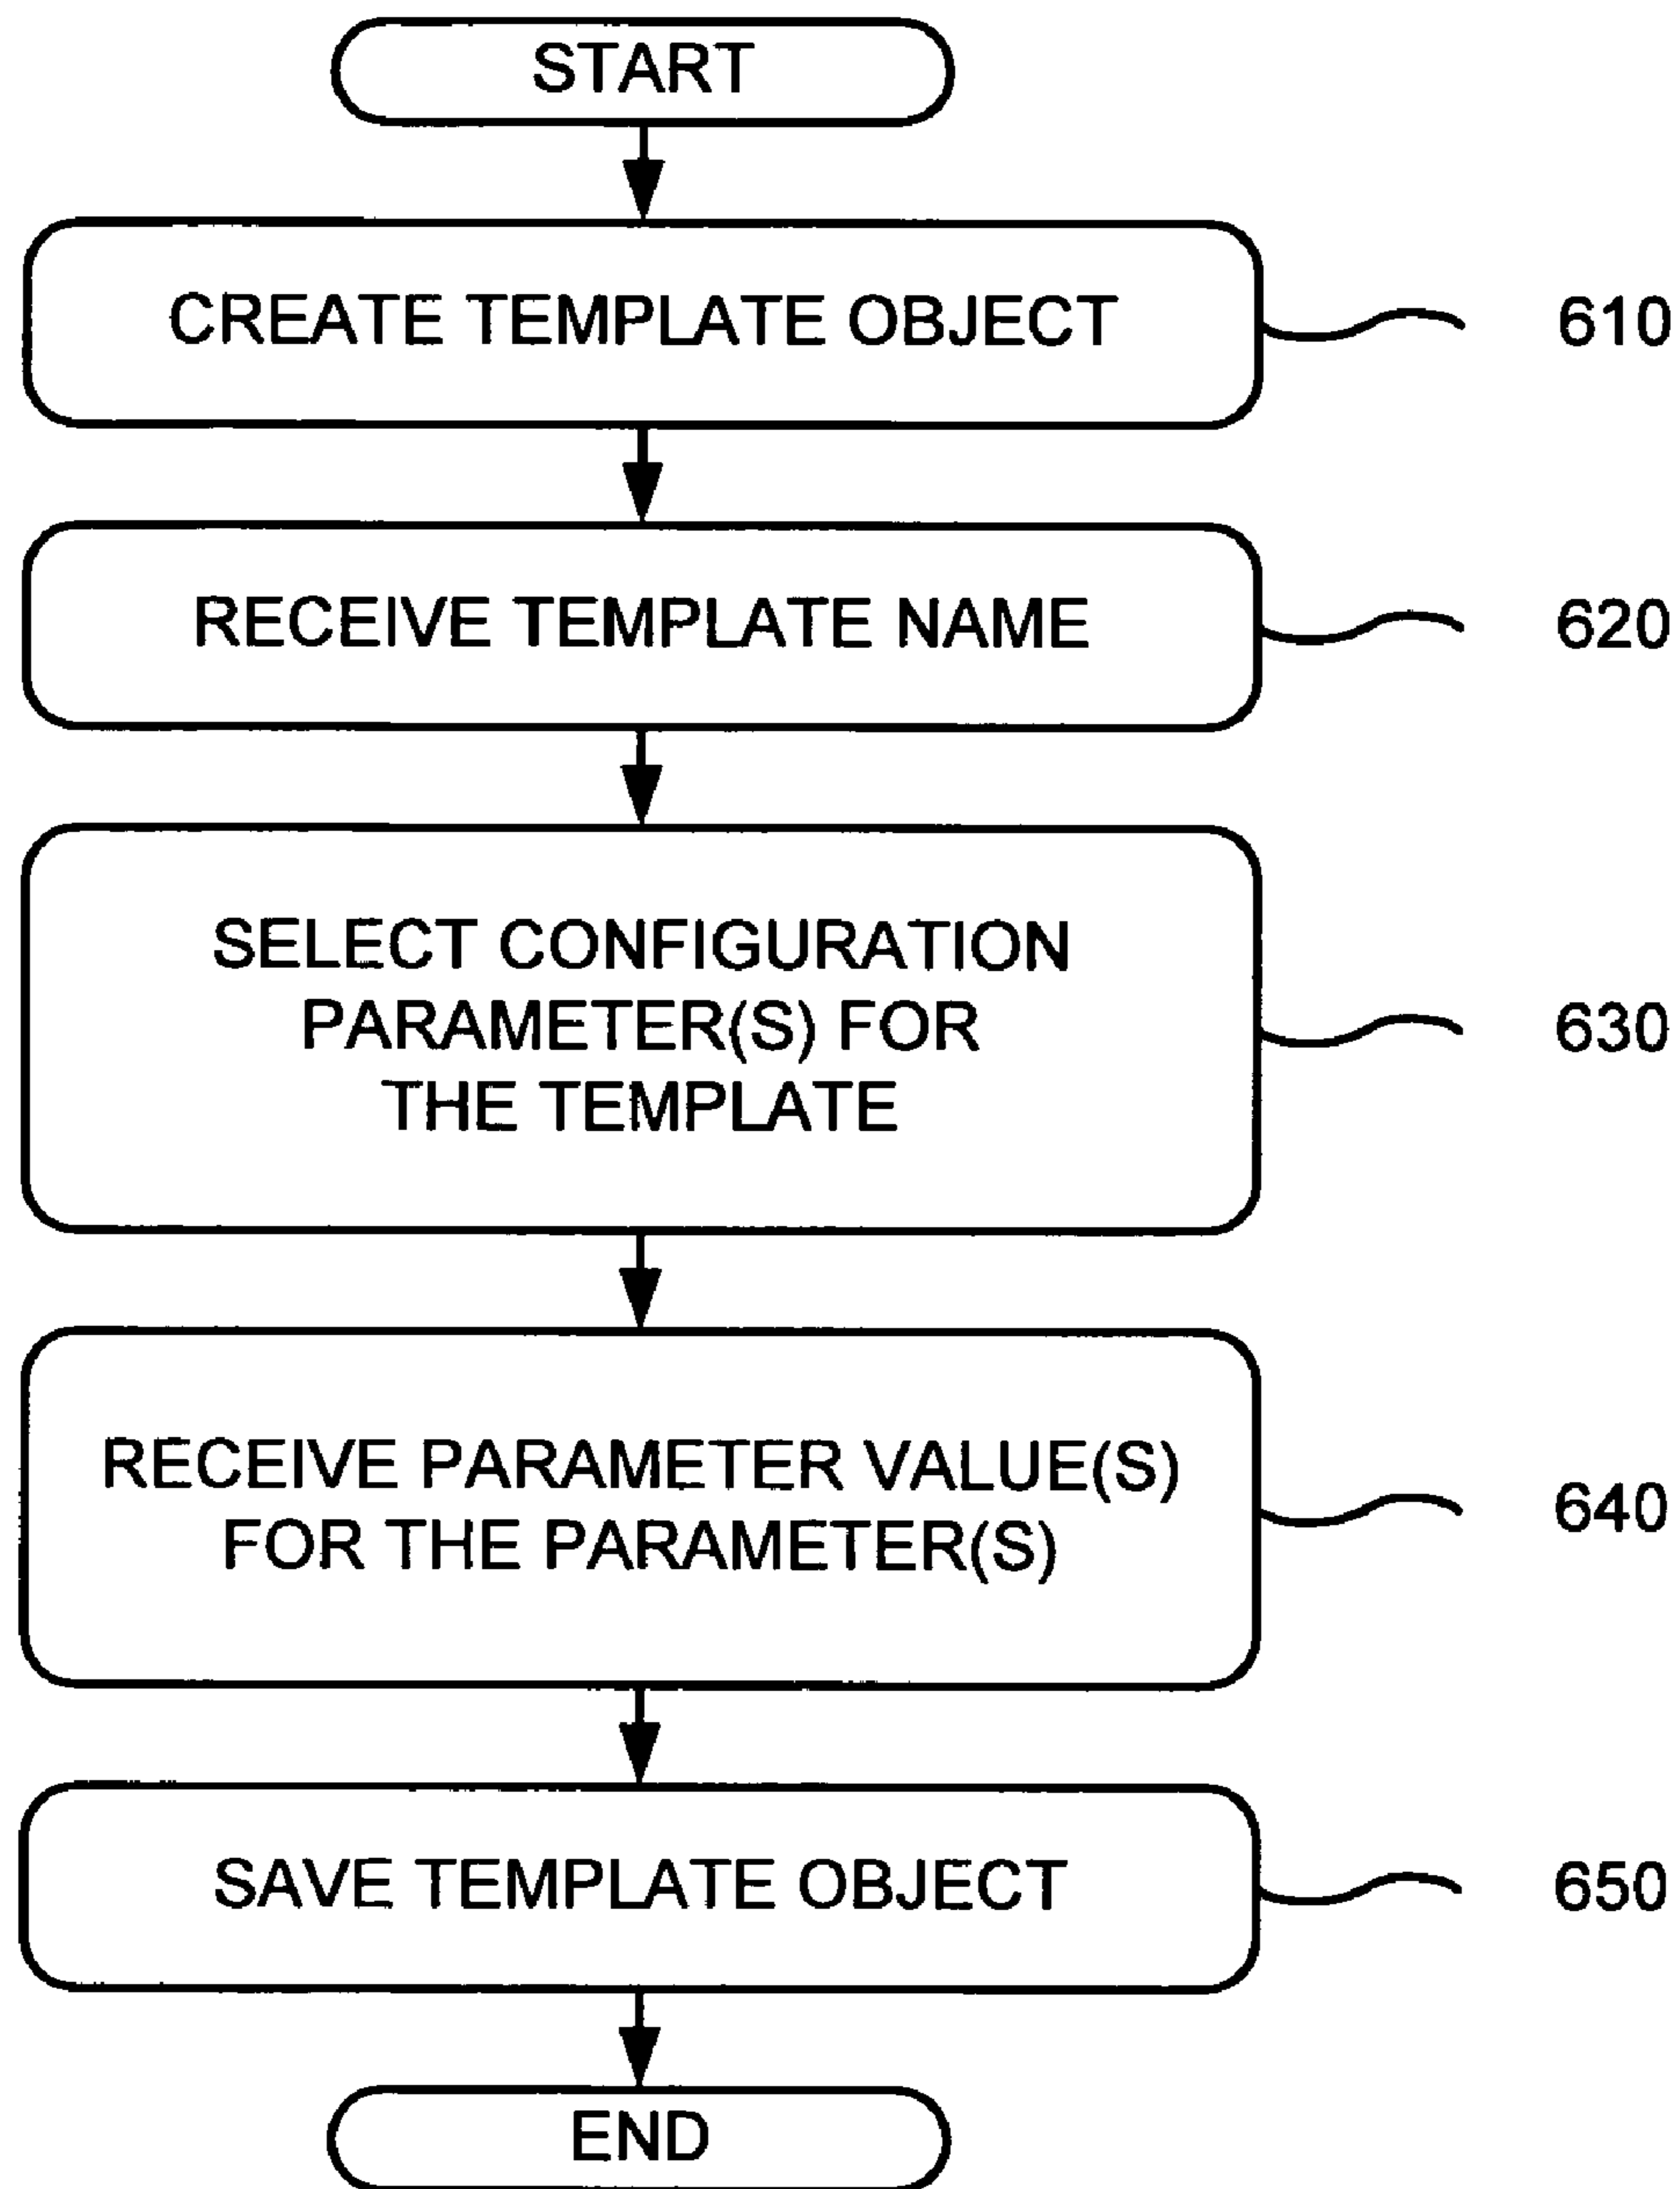 START
CREATE TEMPLATE OBJECT
610
RECEIVE TEMPLATE NAME
620
SELECT CONFIGURATION
PARAMETER(S) FOR
THE TEMPLATE
630
RECEIVE PARAMETER VALUE(S)
FOR THE PARAMETER(S)
640
SAVE TEMPLATE OBJECT
650
END